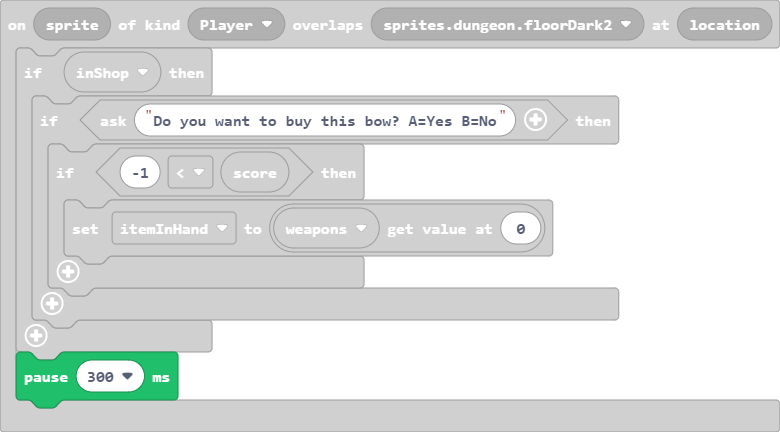 on sprite of kind Player overlaps sprites.dungeon.floorDark2 at location
if inShop then
if ask "Do you want to buy this bow? A=Yes B=No" then
if -1 < score then
set itemInHand to weapons get value at 0
pause 300 ms